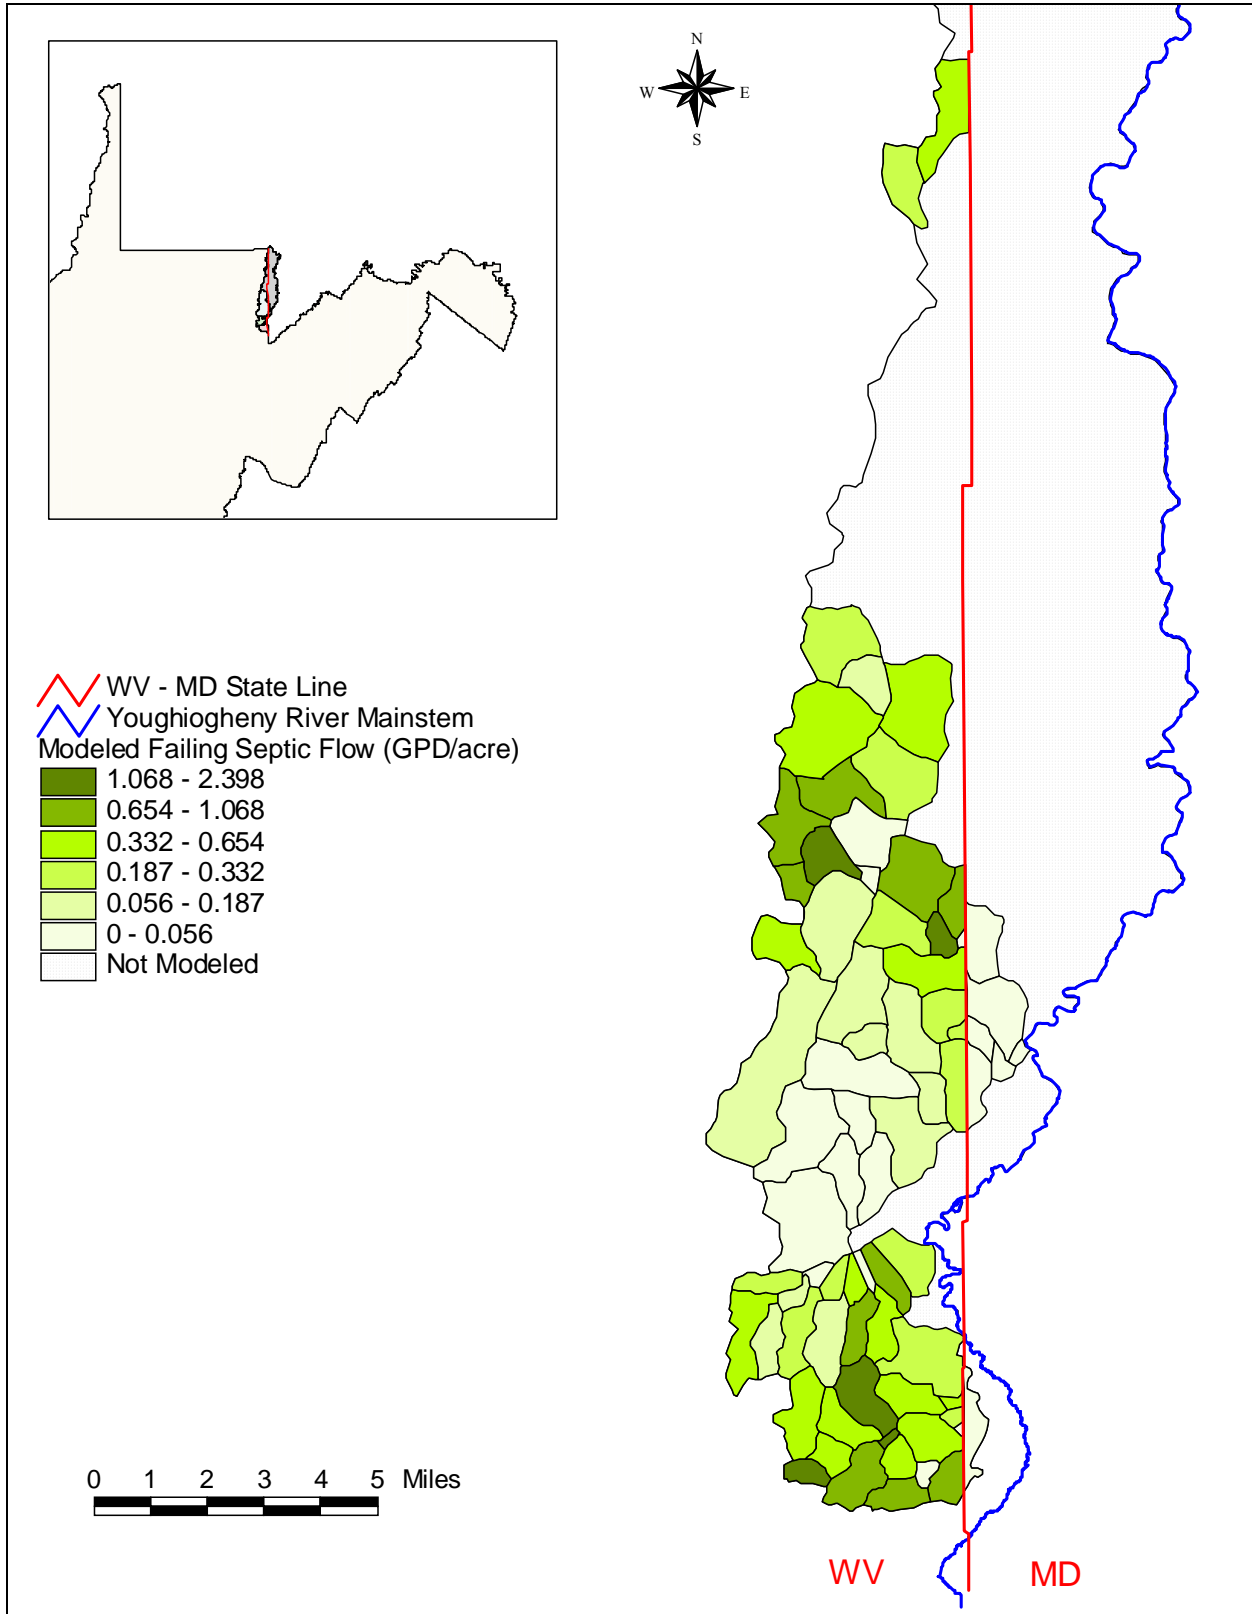 N
W E
S
WV - MD State Line
Youghiogheny River Mainstem
Modeled Failing Septic Flow (GPD/acre)
1.068 - 2.398
0.654 - 1.068
0.332 - 0.654
0.187 - 0.332
0.056 - 0.187
0 - 0.056
Not Modeled
0 1 2 3 4 5 Miles
WV MD